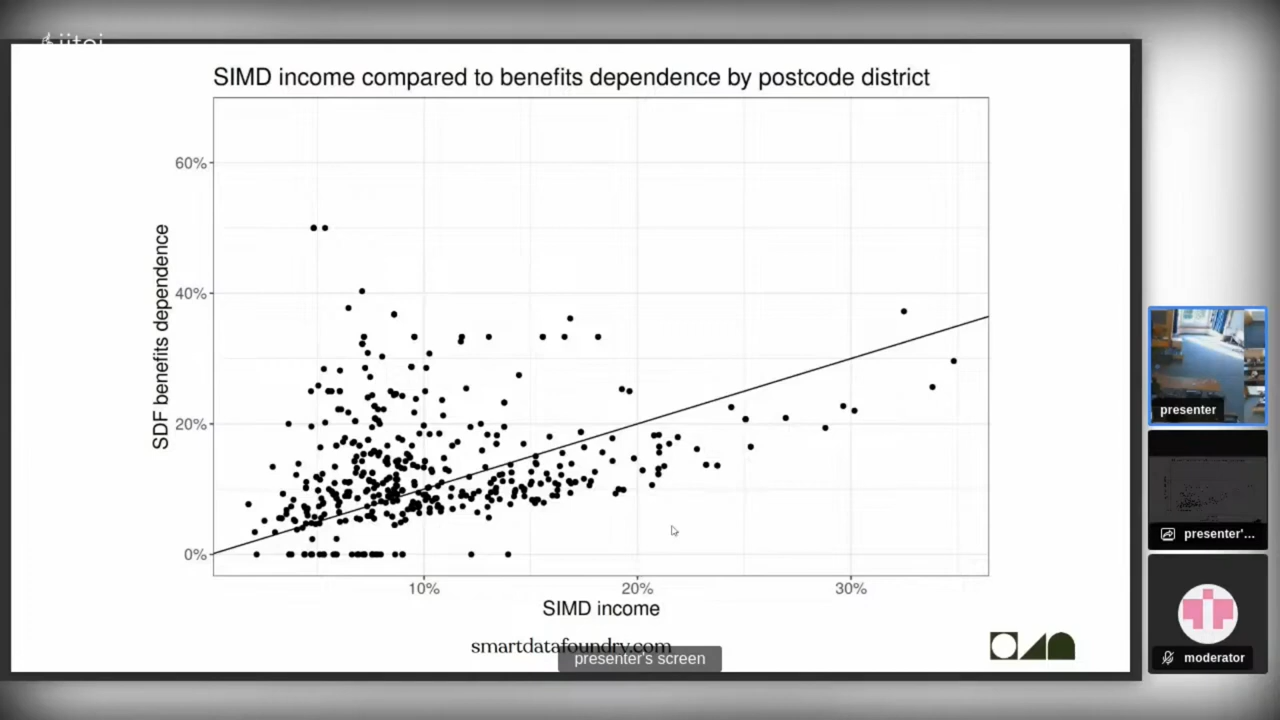 SIMD income compared to benefits dependence by postcode district
60%
40%
20%
0%
SDF benefits dependence
10%
20%
30%
SIMD income
smartdatafoundry.com
presenter's screen
presenter
presenter'...
moderator